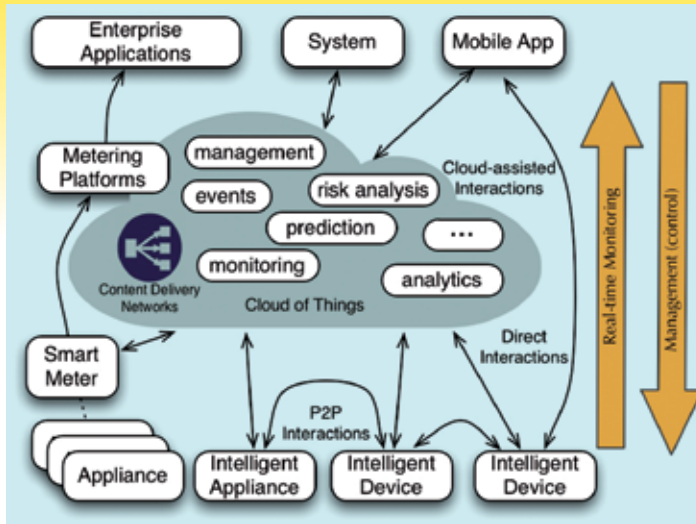 Enterprise
Applications
System
Mobile App
Metering
Platforms
management
events
risk analysis
prediction
...
monitoring
analytics
Content Delivery
Networks
Cloud of Things
Cloud-assisted
Interactions
Smart
Meter
Direct
Interactions
P2P
Interactions
Appliance
Intelligent
Appliance
Intelligent
Device
Intelligent
Device
Real-time Monitoring
Management (control)